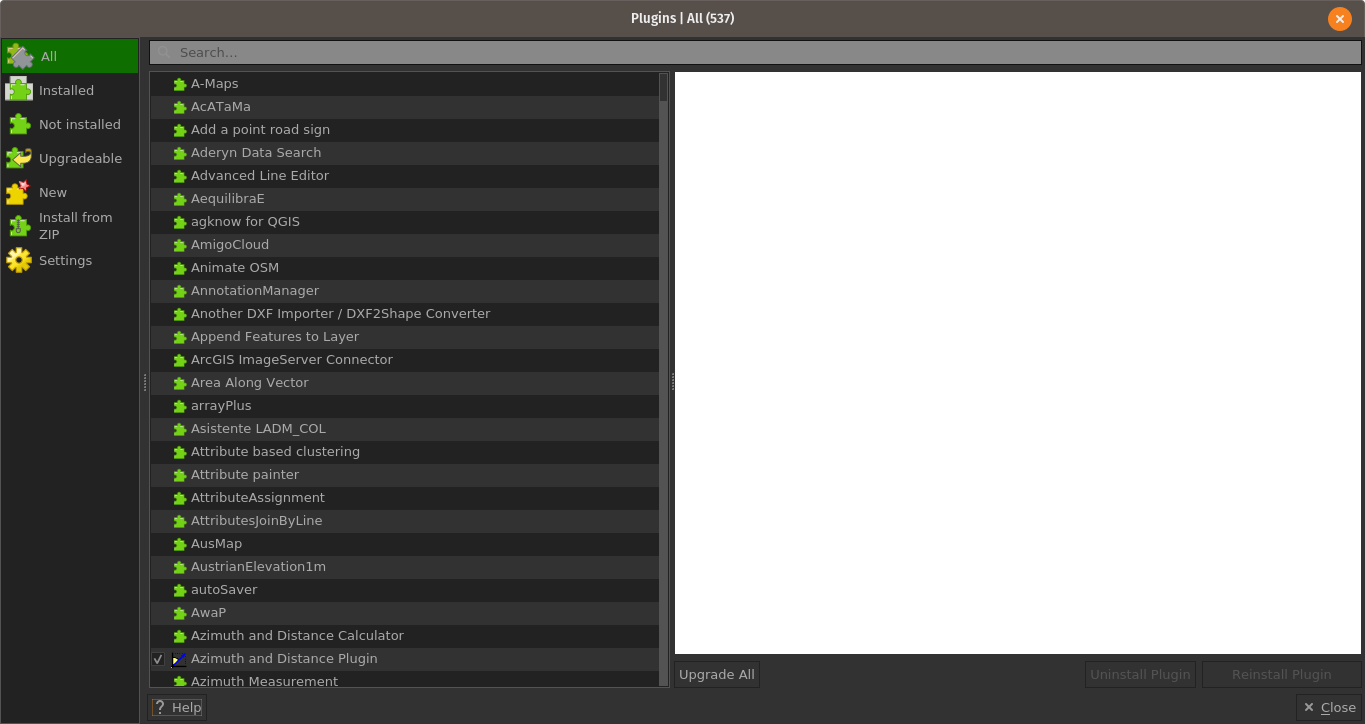 Plugins | All (537)
All
Installed
Not installed
Upgradeable
New
Install from
ZIP
Settings
Search...
A-Maps
AcATaMa
Add a point road sign
Aderyn Data Search
Advanced Line Editor
AequilibraE
agknow for QGIS
AmigoCloud
Animate OSM
AnnotationManager
Another DXF Importer / DXF2Shape Converter
Append Features to Layer
ArcGIS ImageServer Connector
Area Along Vector
arrayPlus
Asistente LADM_COL
Attribute based clustering
Attribute painter
AttributeAssignment
AttributesJoinByLine
AusMap
AustrianElevation1m
autoSaver
AwaP
Azimuth and Distance Calculator
Azimuth and Distance Plugin
Azimuth Measurement
Upgrade All
Uninstall Plugin
Reinstall Plugin
? Help
Close